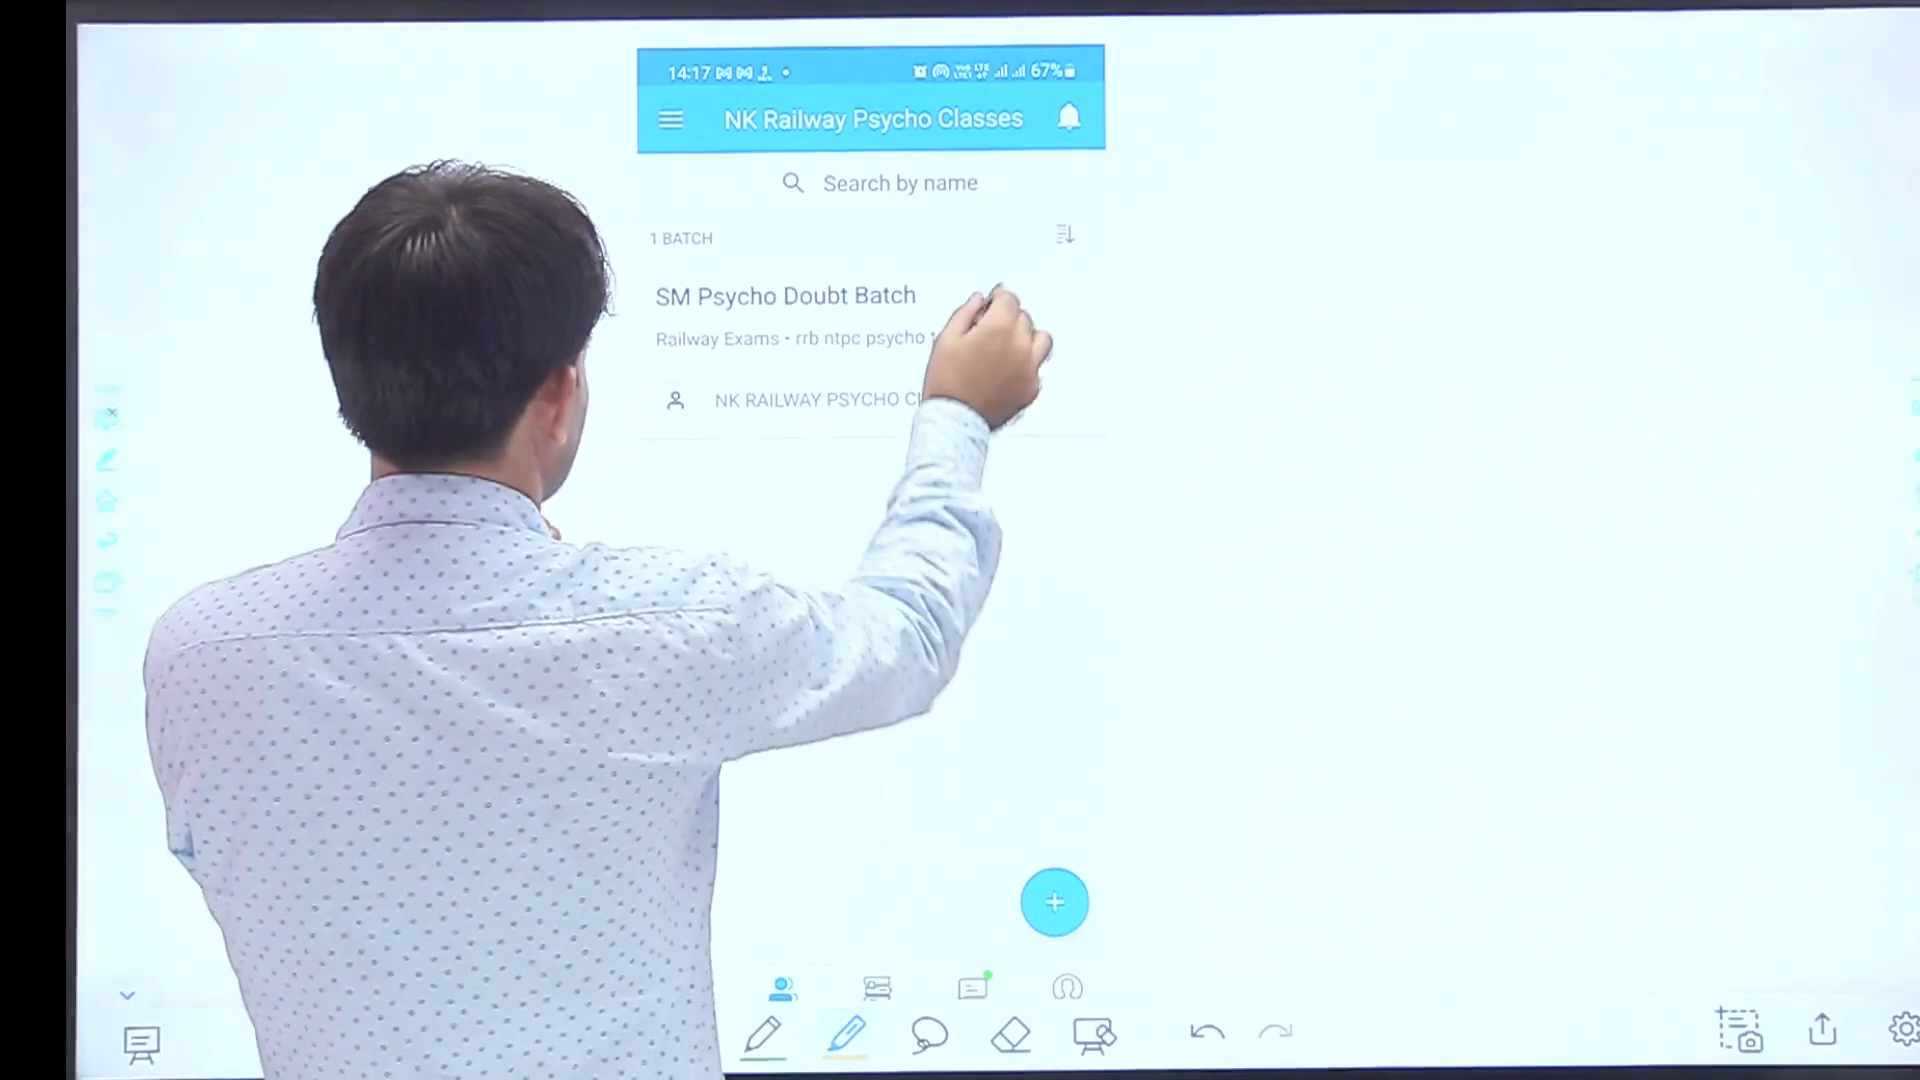 14:17 67%
NK Railway Psycho Classes
Search by name
1 BATCH
SM Psycho Doubt Batch
Railway Exams • rrb ntpc psycho
NK RAILWAY PSYCHO